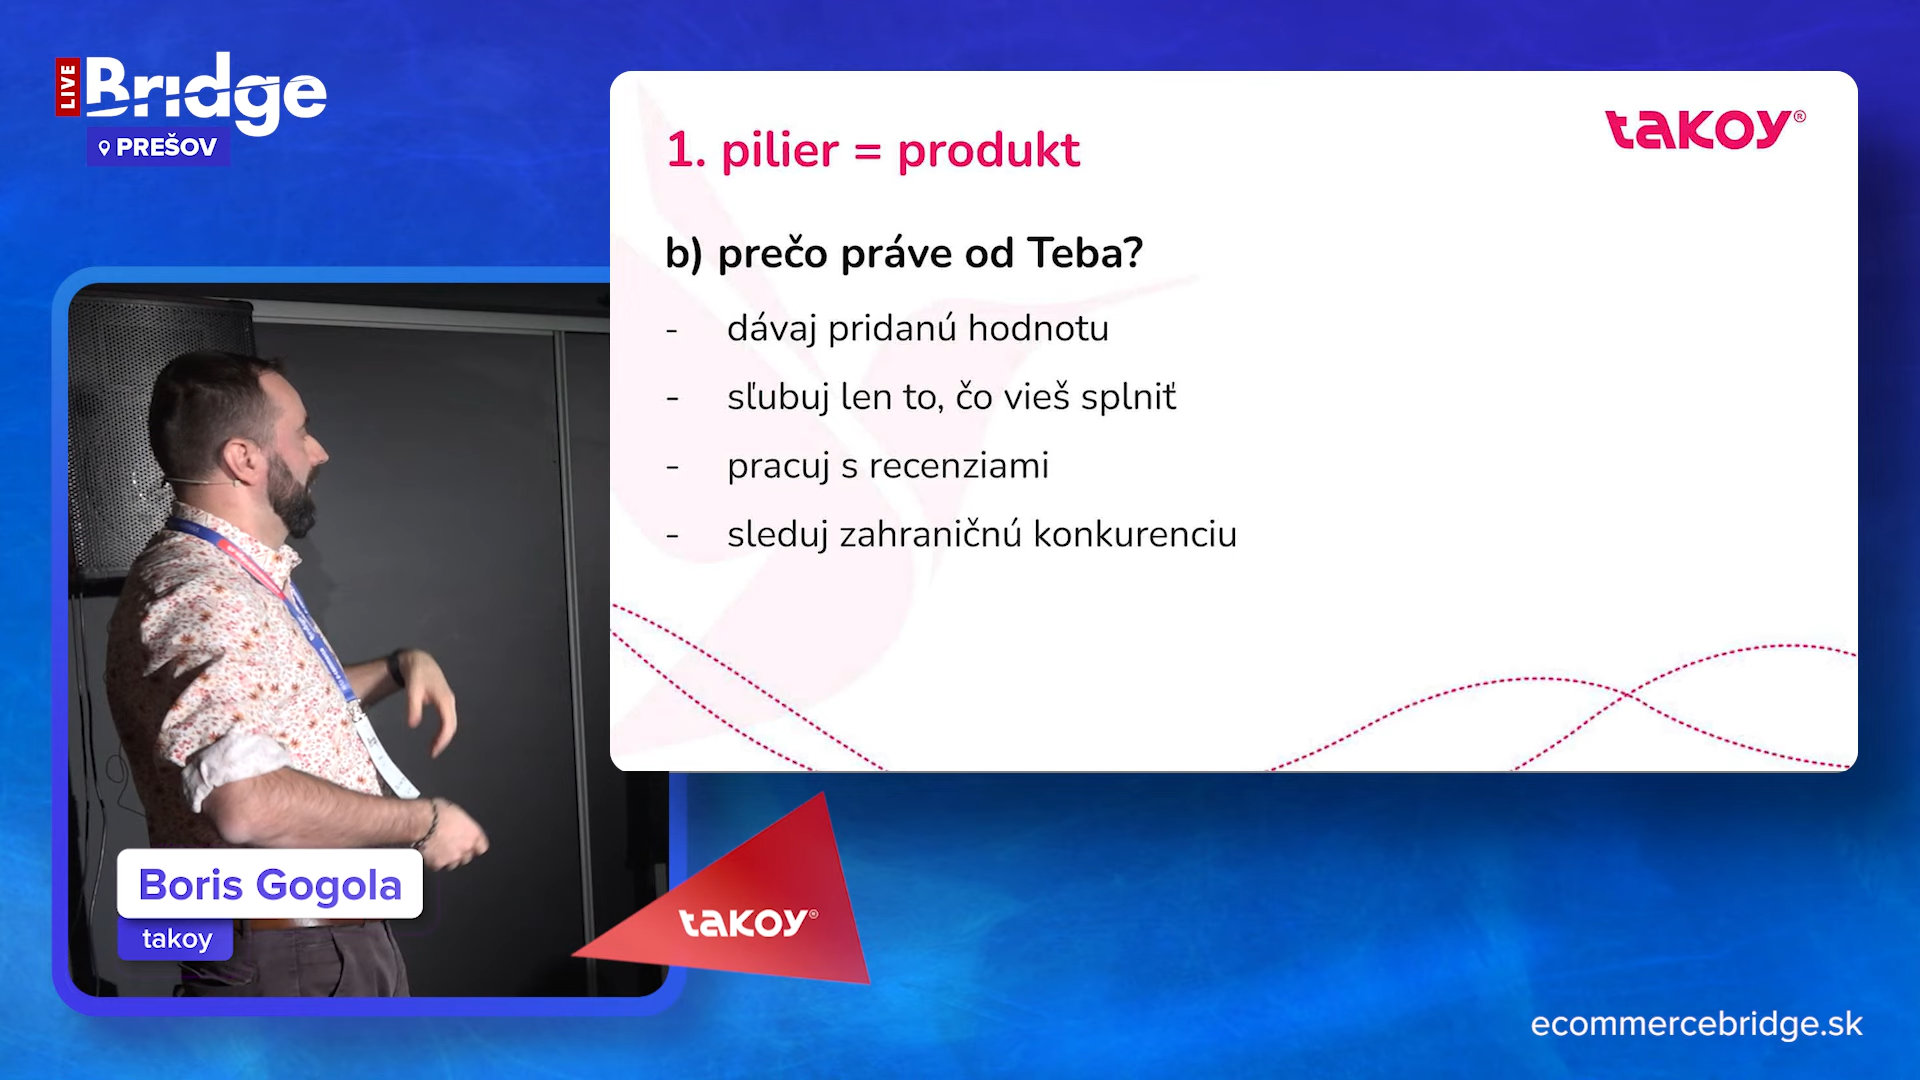 LIVE
Bridge
PREŠOV
takoy®
1. pilier = produkt
b) prečo práve od Teba?
- dávaj pridanú hodnotu
- sľubuj len to, čo vieš splniť
- pracuj s recenziami
- sleduj zahraničnú konkurenciu
Boris Gogola
takoy
takoy®
ecommercebridge.sk